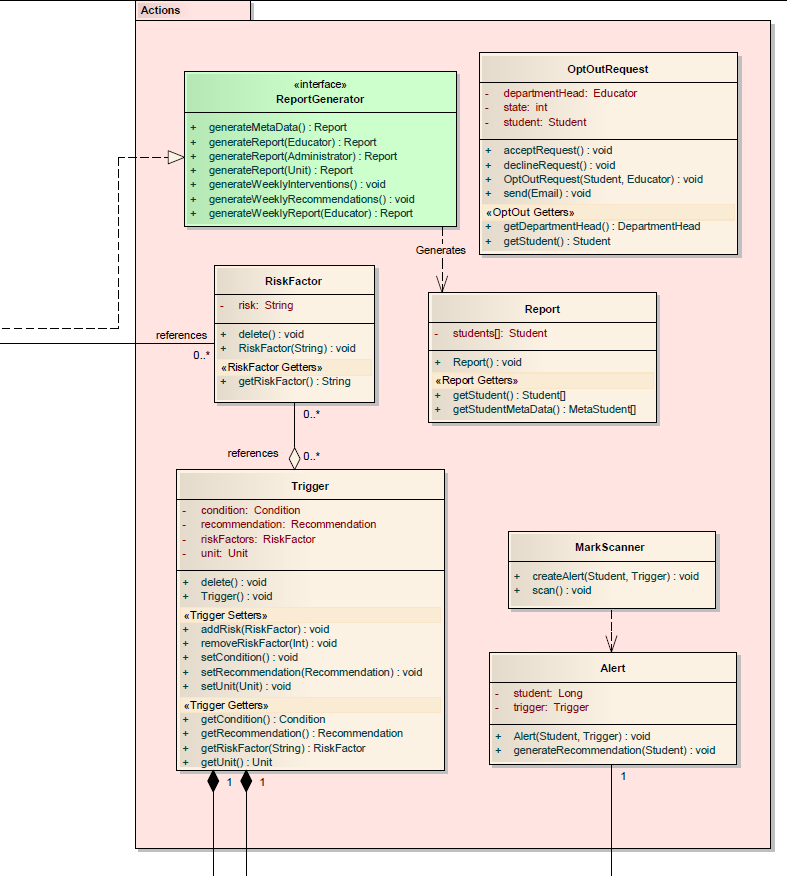 Actions
«interface»
ReportGenerator
+ generateMetaData() : Report
+ generateReport(Educator) : Report
+ generateReport(Administrator) : Report
+ generateReport(Unit) : Report
+ generateWeeklyInterventions() : void
+ generateWeeklyRecommendations() : void
+ generateWeeklyReport(Educator) : Report
OptOutRequest
- departmentHead: Educator
- state: int
- student: Student
+ acceptRequest() : void
+ declineRequest() : void
+ OptOutRequest(Student, Educator) : void
+ send(Email) : void
«OptOut Getters»
+ getDepartmentHead() : DepartmentHead
+ getStudent() : Student
Generates
RiskFactor
- risk: String
+ delete() : void
+ RiskFactor(String) : void
«RiskFactor Getters»
+ getRiskFactor() : String
references
0..*
Report
- students[]: Student
+ Report() : void
«Report Getters»
+ getStudent() : Student[]
+ getStudentMetaData() : MetaStudent[]
0..*
references
0..*
Trigger
- condition: Condition
- recommendation: Recommendation
- riskFactors: RiskFactor
- unit: Unit
+ delete() : void
+ Trigger() : void
«Trigger Setters»
+ addRisk(RiskFactor) : void
+ removeRiskFactor(Int) : void
+ setCondition() : void
+ setRecommendation(Recommendation) : void
+ setUnit(Unit) : void
«Trigger Getters»
+ getCondition() : Condition
+ getRecommendation() : Recommendation
+ getRiskFactor(String) : RiskFactor
+ getUnit() : Unit
1
1
MarkScanner
+ createAlert(Student, Trigger) : void
+ scan() : void
Alert
- student: Long
- trigger: Trigger
+ Alert(Student, Trigger) : void
+ generateRecommendation(Student) : void
1